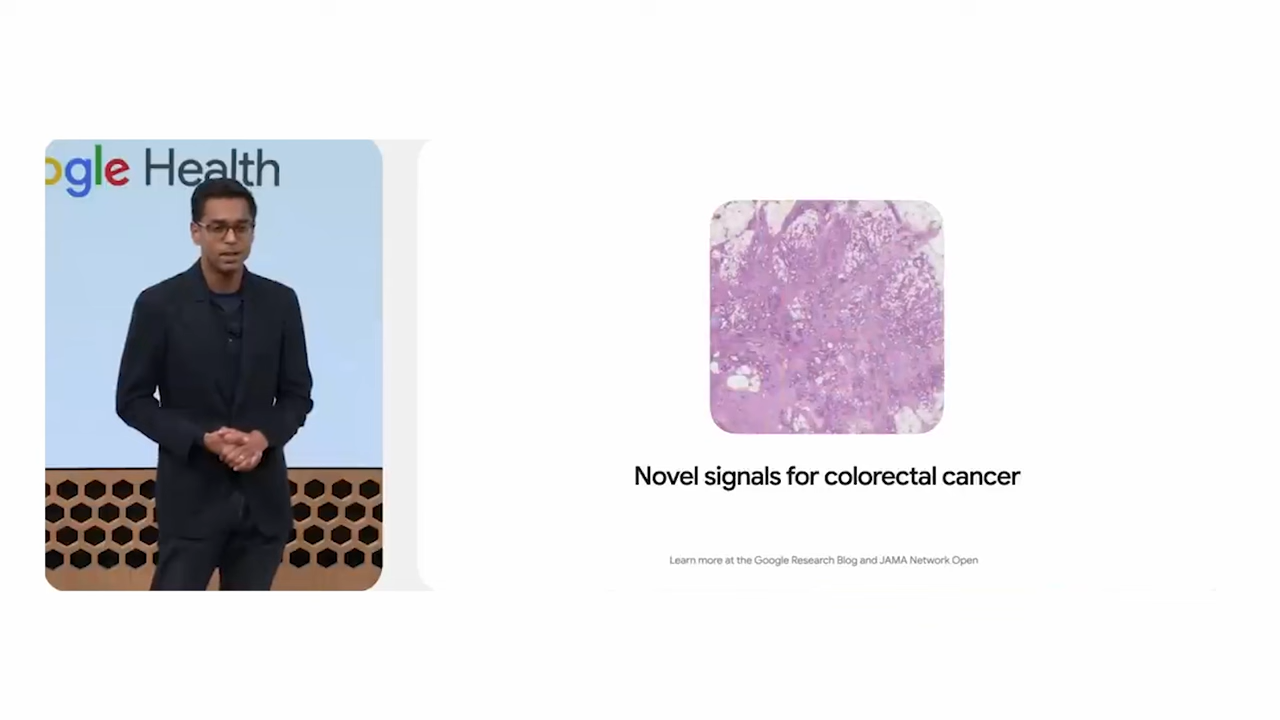 ogle Health
Novel signals for colorectal cancer
Learn more at the Google Research Blog and JAMA Network Open